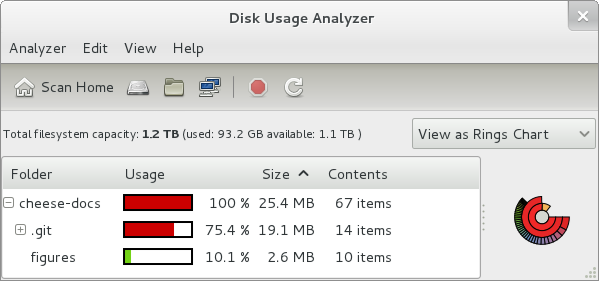 Disk Usage Analyzer
Analyzer Edit View Help
Scan Home
Total filesystem capacity: 1.2 TB (used: 93.2 GB available: 1.1 TB )
View as Rings Chart
Folder Usage Size Contents
cheese-docs 100 % 25.4 MB 67 items
.git 75.4 % 19.1 MB 14 items
figures 10.1 % 2.6 MB 10 items